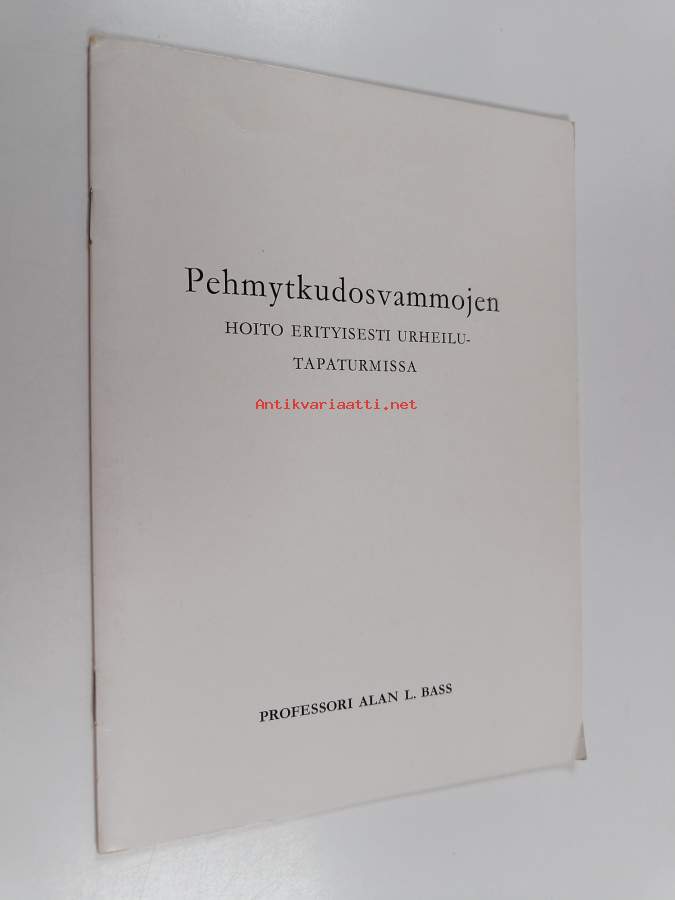 Pehmytkudosvammojen
HOITO ERITYISESTI URHEILU-
TAPATURMISSA
Antikvariaatti.net
PROFESSORI ALAN L. BASS